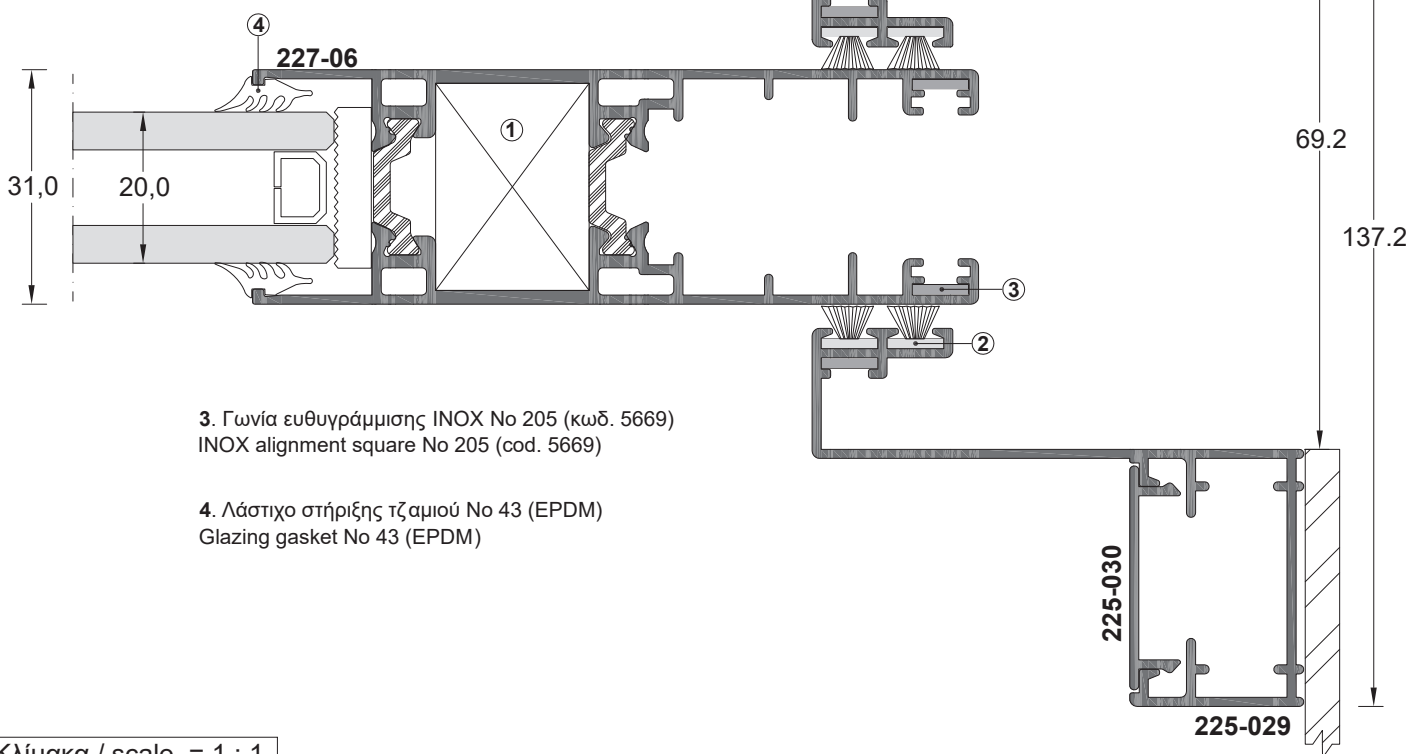 4
227-06
1
69.2
31,0
20,0
137.2
3
2
3. Γωνία ευθυγράμμισης INOX No 205 (κωδ. 5669)
INOX alignment square No 205 (cod. 5669)
4. Λάστιχο στήριξης τζαμιού No 43 (EPDM)
Glazing gasket No 43 (EPDM)
225-030
225-029
Κλίμακα / scale = 1 : 1